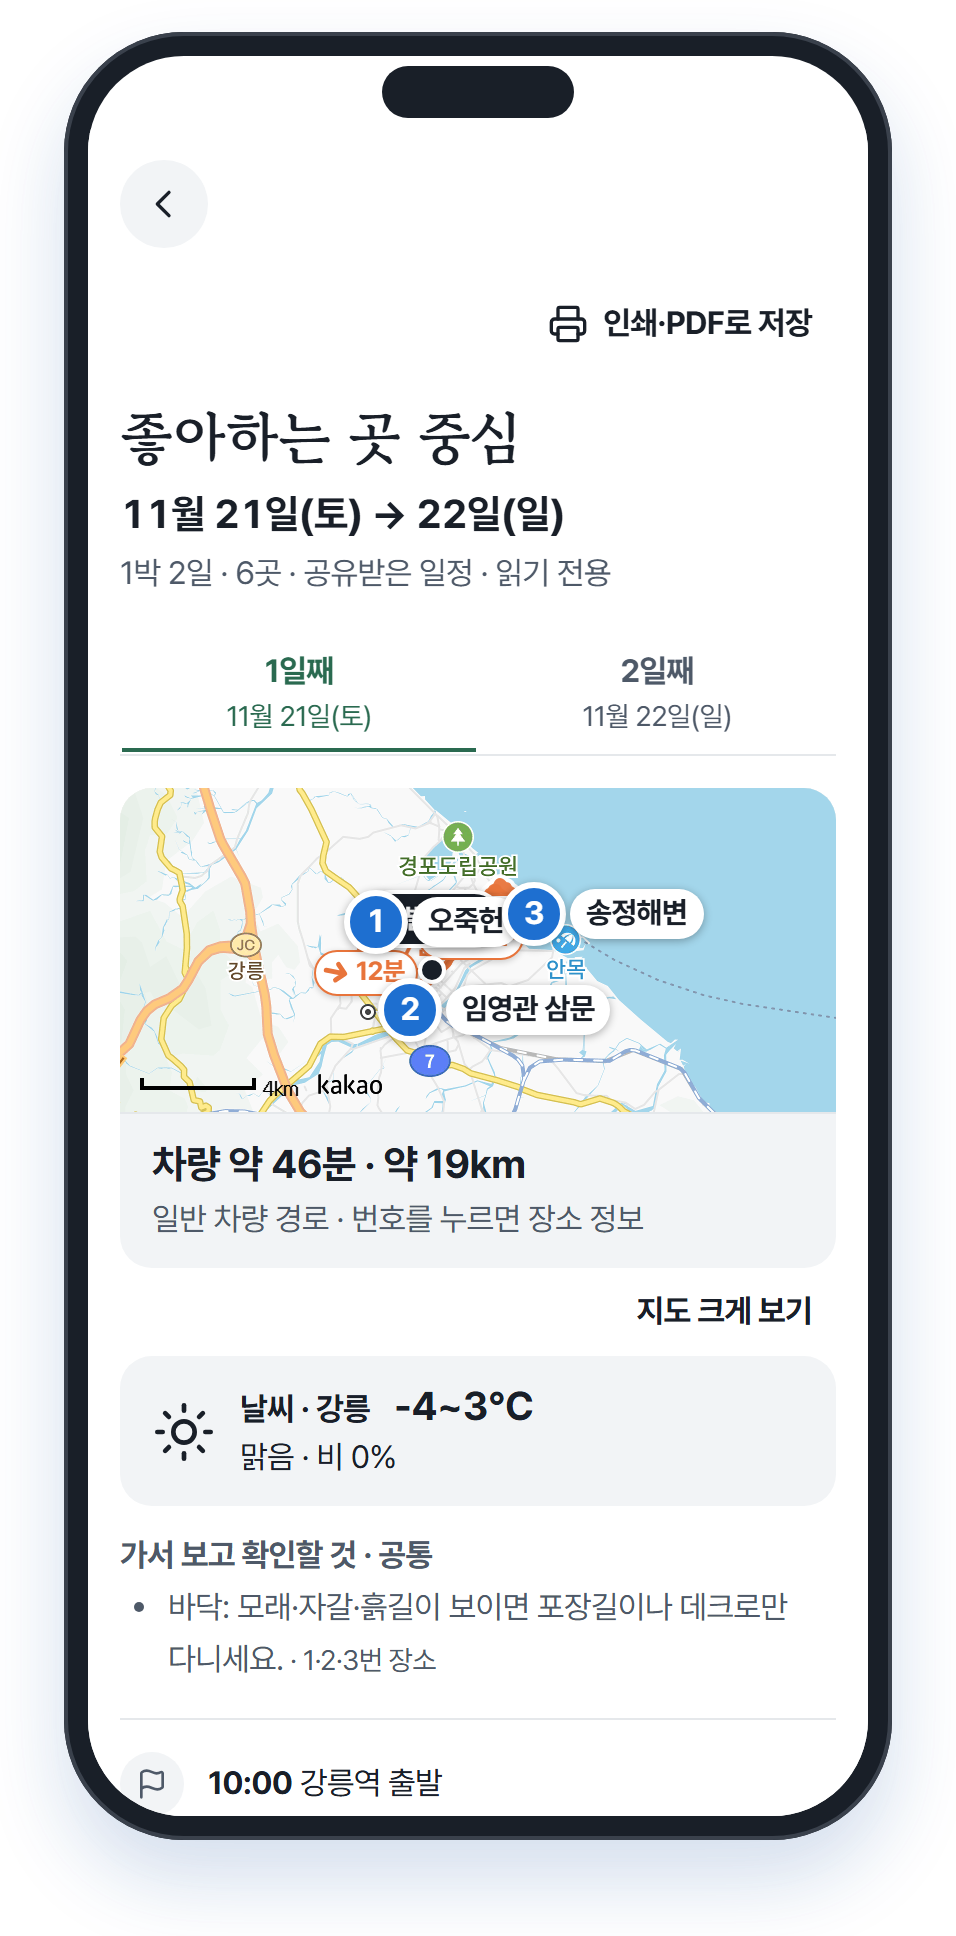 인쇄·PDF로 저장
좋아하는 곳 중심
11월 21일(토) → 22일(일)
1박 2일 · 6곳 · 공유받은 일정 · 읽기 전용
1일째
11월 21일(토)
2일째
11월 22일(일)
경포도립공원
1
오죽헌
3
송정해변
JC
강릉
12분
안목
2
임영관 삼문
7
4km
kakao
차량 약 46분 · 약 19km
일반 차량 경로 · 번호를 누르면 장소 정보
지도 크게 보기
날씨 · 강릉 -4~3°C
맑음 · 비 0%
가서 보고 확인할 것 · 공통
• 바닥: 모래·자갈·흙길이 보이면 포장길이나 데크로만
다니세요. · 1·2·3번 장소
10:00 강릉역 출발